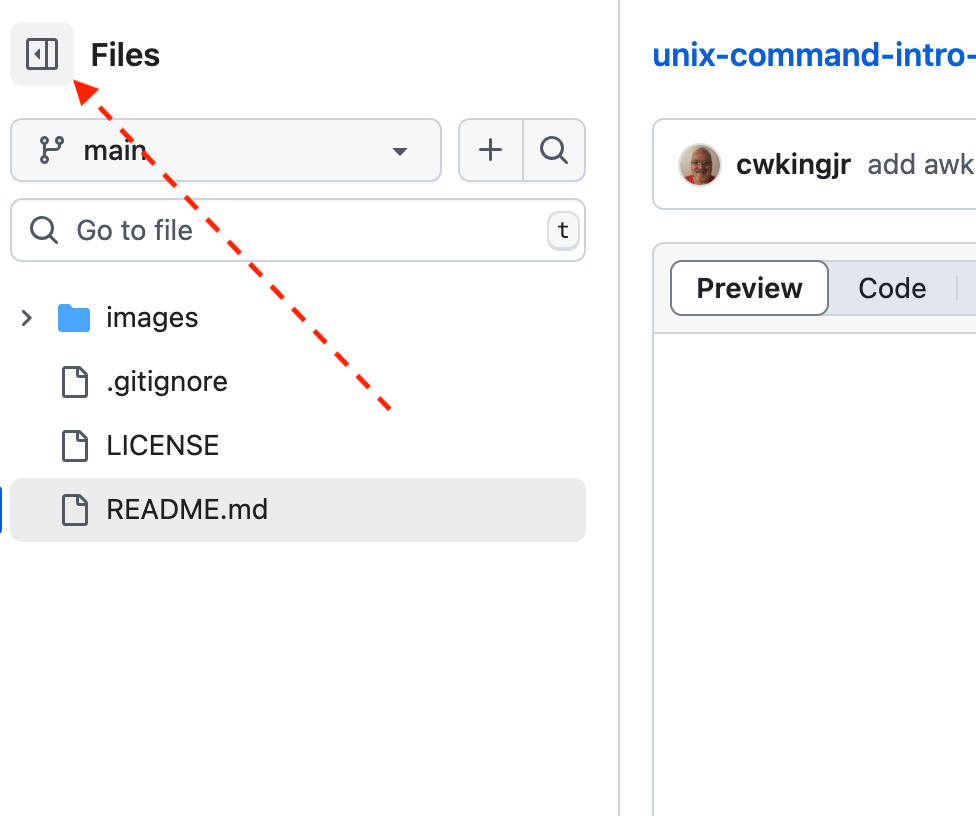 Files
main
Go to file
t
images
.gitignore
LICENSE
README.md
unix-command-intro-
cwkingjr add awk
Preview
Code